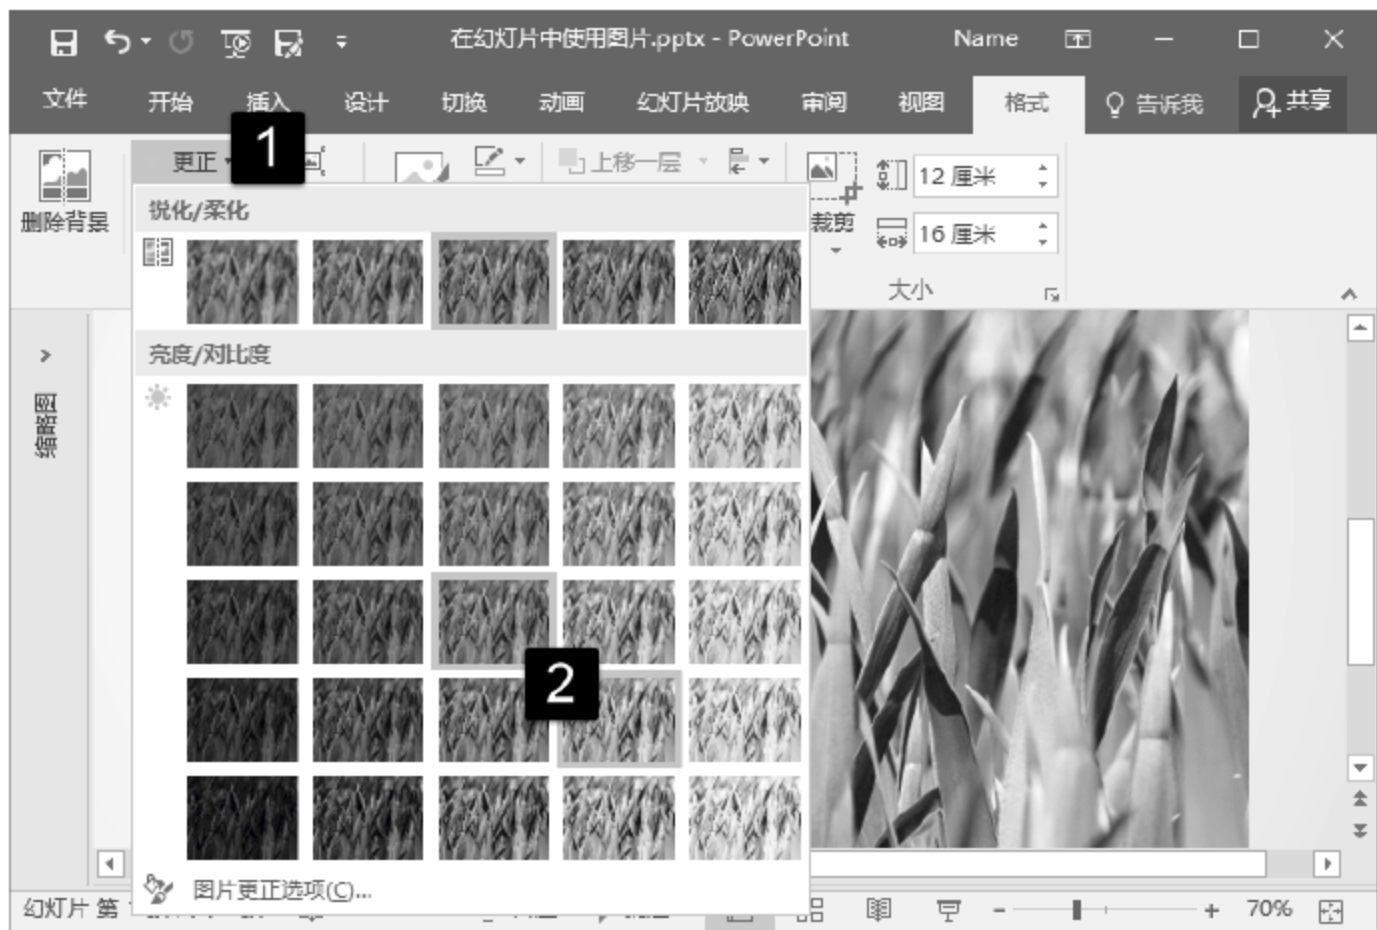 在幻灯片中使用图片.pptx - PowerPoint
Name
文件 开始 插入 设计 切换 动画 幻灯片放映 审阅 视图 格式 告诉我 共享
1
更正
上移一层
12 厘米
删除背景
锐化/柔化
裁剪
16 厘米
大小
亮度/对比度
缩略图
2
图片更正选项(C)...
幻灯片 第
70%